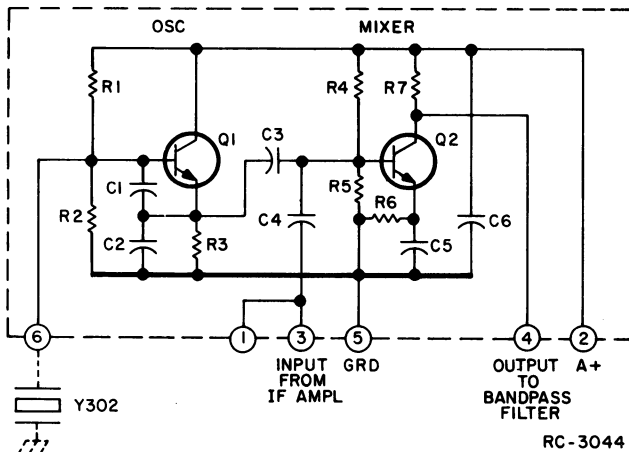 OSC
MIXER
R1
R4
R7
Q1
Q2
C3
C1
R5
R6
R2
C4
C6
C2
R3
C5
6
1
3
5
4
2
INPUT
FROM
IF AMPL
GRD
OUTPUT
TO
BANDPASS
FILTER
A+
Y302
RC-3044